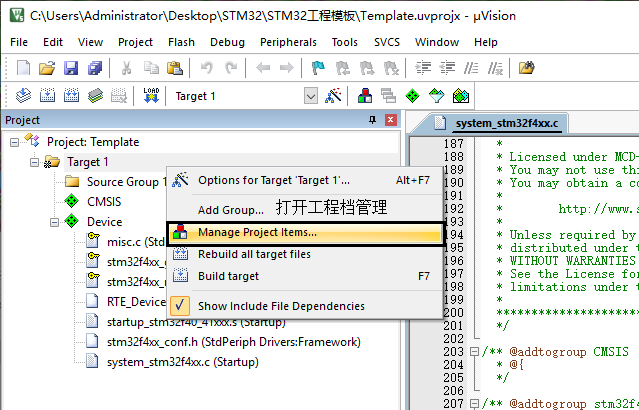 C:\Users\Administrator\Desktop\STM32\STM32工程模板\Template.uvprojx - µVision
File Edit View Project Flash Debug Peripherals Tools SVCS Window Help
LOAD Target 1
Project
system_stm32f4xx.c
Project: Template
Target 1
Source Group 1
CMSIS
Device
misc.c (Std
stm32f4xx_
stm32f4xx_
RTE_Device
startup_stm32f40_41xxx.s (Startup)
stm32f4xx_conf.h (StdPeriph Drivers:Framework)
system_stm32f4xx.c (Startup)
Options for Target 'Target 1'... Alt+F7
Add Group... 打开工程档管理
Manage Project Items...
Rebuild all target files
Build target F7
Show Include File Dependencies
187 *
188 * Licensed under MCD-
189 * You may not use thi
190 * You may obtain a co
191 *
192 * http://www.s
193 *
194 * Unless required by
195 * distributed under t
196 * WITHOUT WARRANTIES
197 * See the License for
198 * limitations under t
199 *
200 **********************
201 */
202
203 /** @addtogroup CMSIS
204 * @{
205 */
206
207 /** @addtogroup stm32f4